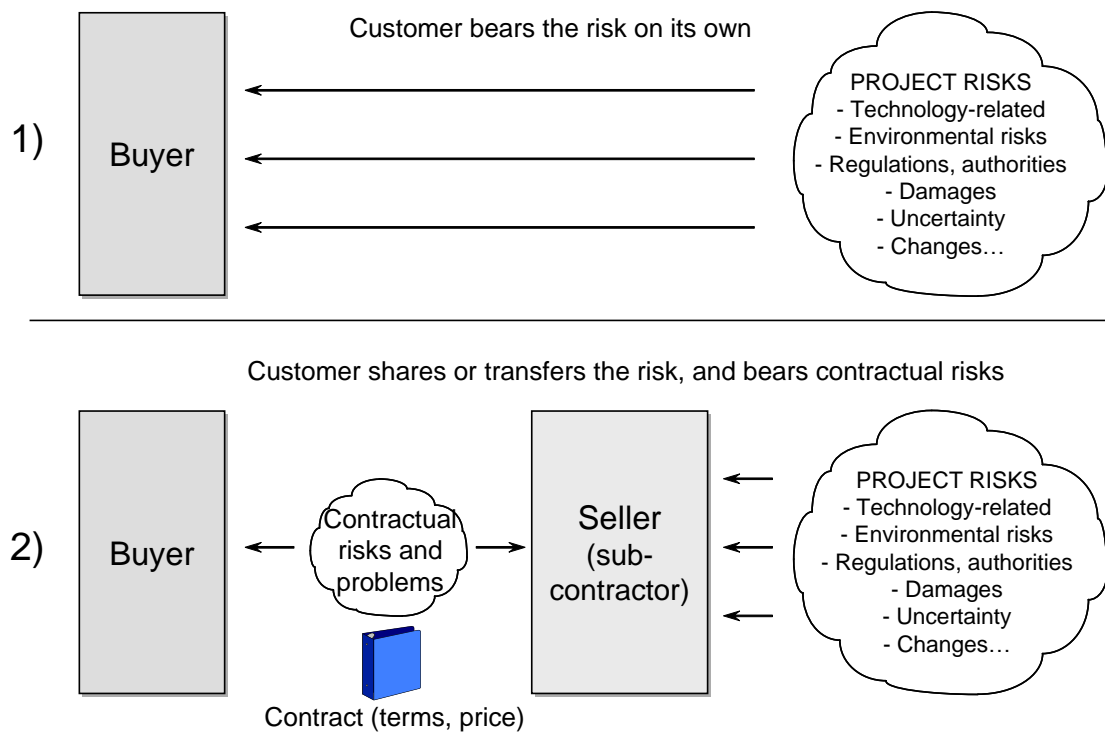 Customer bears the risk on its own
1)
Buyer
PROJECT RISKS
- Technology-related
- Environmental risks
- Regulations, authorities
- Damages
- Uncertainty
- Changes…
Customer shares or transfers the risk, and bears contractual risks
2)
Buyer
Contractual
risks and
problems
Contract (terms, price)
Seller
(sub-
contractor)
PROJECT RISKS
- Technology-related
- Environmental risks
- Regulations, authorities
- Damages
- Uncertainty
- Changes…